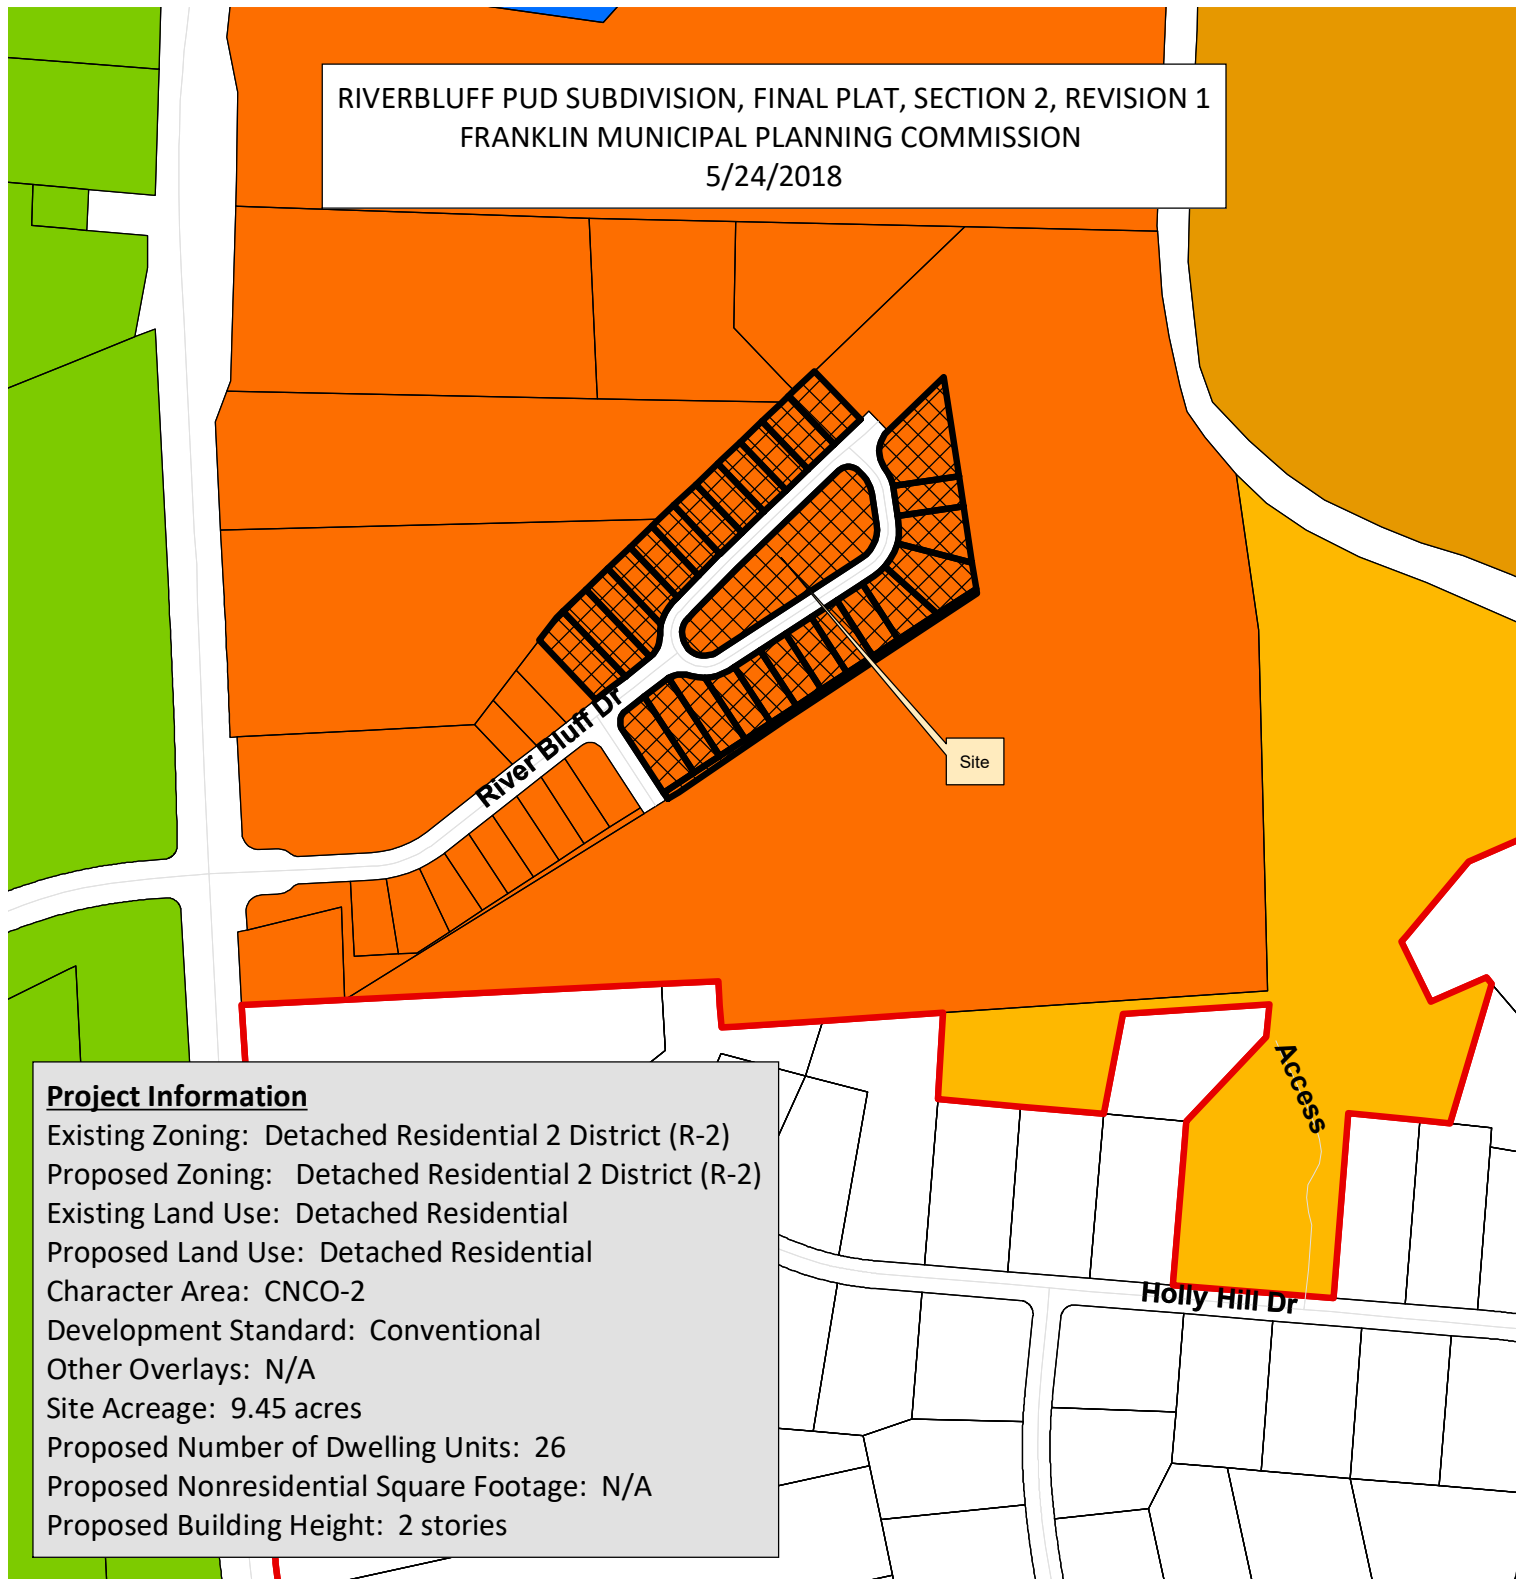 RIVERBLUFF PUD SUBDIVISION, FINAL PLAT, SECTION 2, REVISION 1
FRANKLIN MUNICIPAL PLANNING COMMISSION
5/24/2018
River Bluff Dr
Site
Access
Holly Hill Dr
Project Information
Existing Zoning: Detached Residential 2 District (R-2)
Proposed Zoning: Detached Residential 2 District (R-2)
Existing Land Use: Detached Residential
Proposed Land Use: Detached Residential
Character Area: CNCO-2
Development Standard: Conventional
Other Overlays: N/A
Site Acreage: 9.45 acres
Proposed Number of Dwelling Units: 26
Proposed Nonresidential Square Footage: N/A
Proposed Building Height: 2 stories